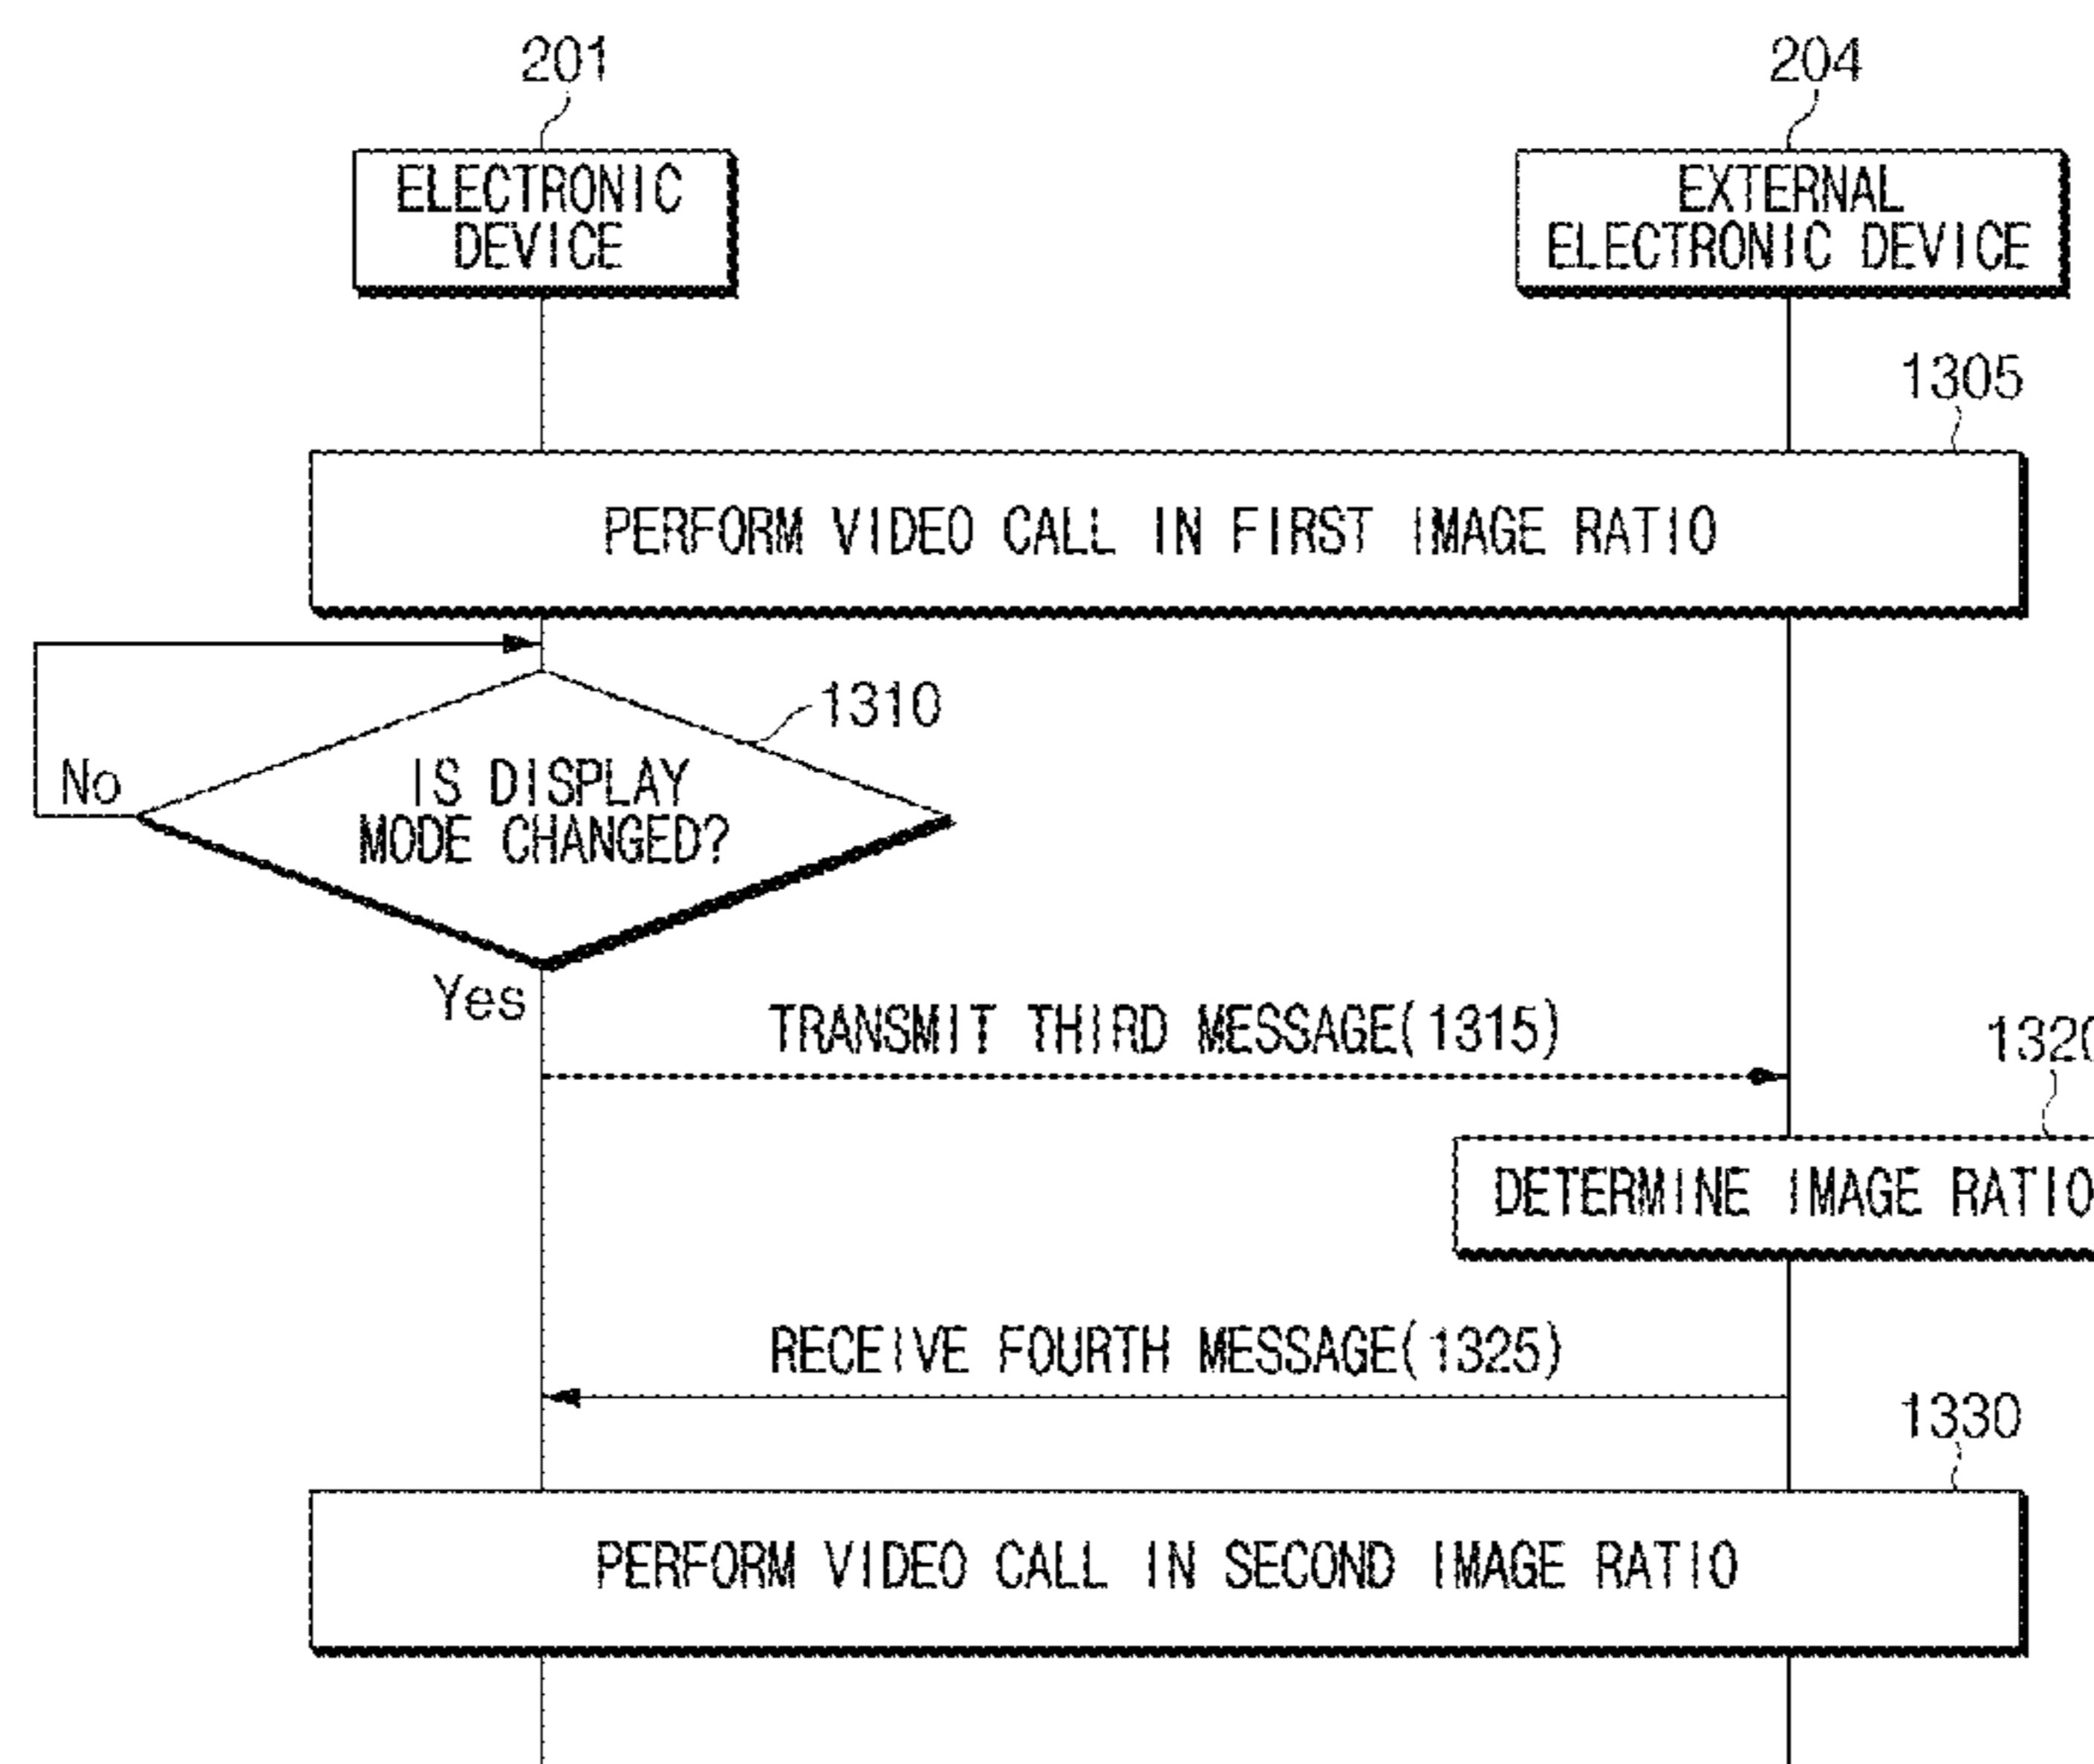 201
204
ELECTRONIC
DEVICE
EXTERNAL
ELECTRONIC DEVICE
1305
PERFORM VIDEO CALL IN FIRST IMAGE RATIO
1310
No
IS DISPLAY
MODE CHANGED?
Yes
TRANSMIT THIRD MESSAGE(1315)
1320
DETERMINE IMAGE RATIO
RECEIVE FOURTH MESSAGE(1325)
1330
PERFORM VIDEO CALL IN SECOND IMAGE RATIO